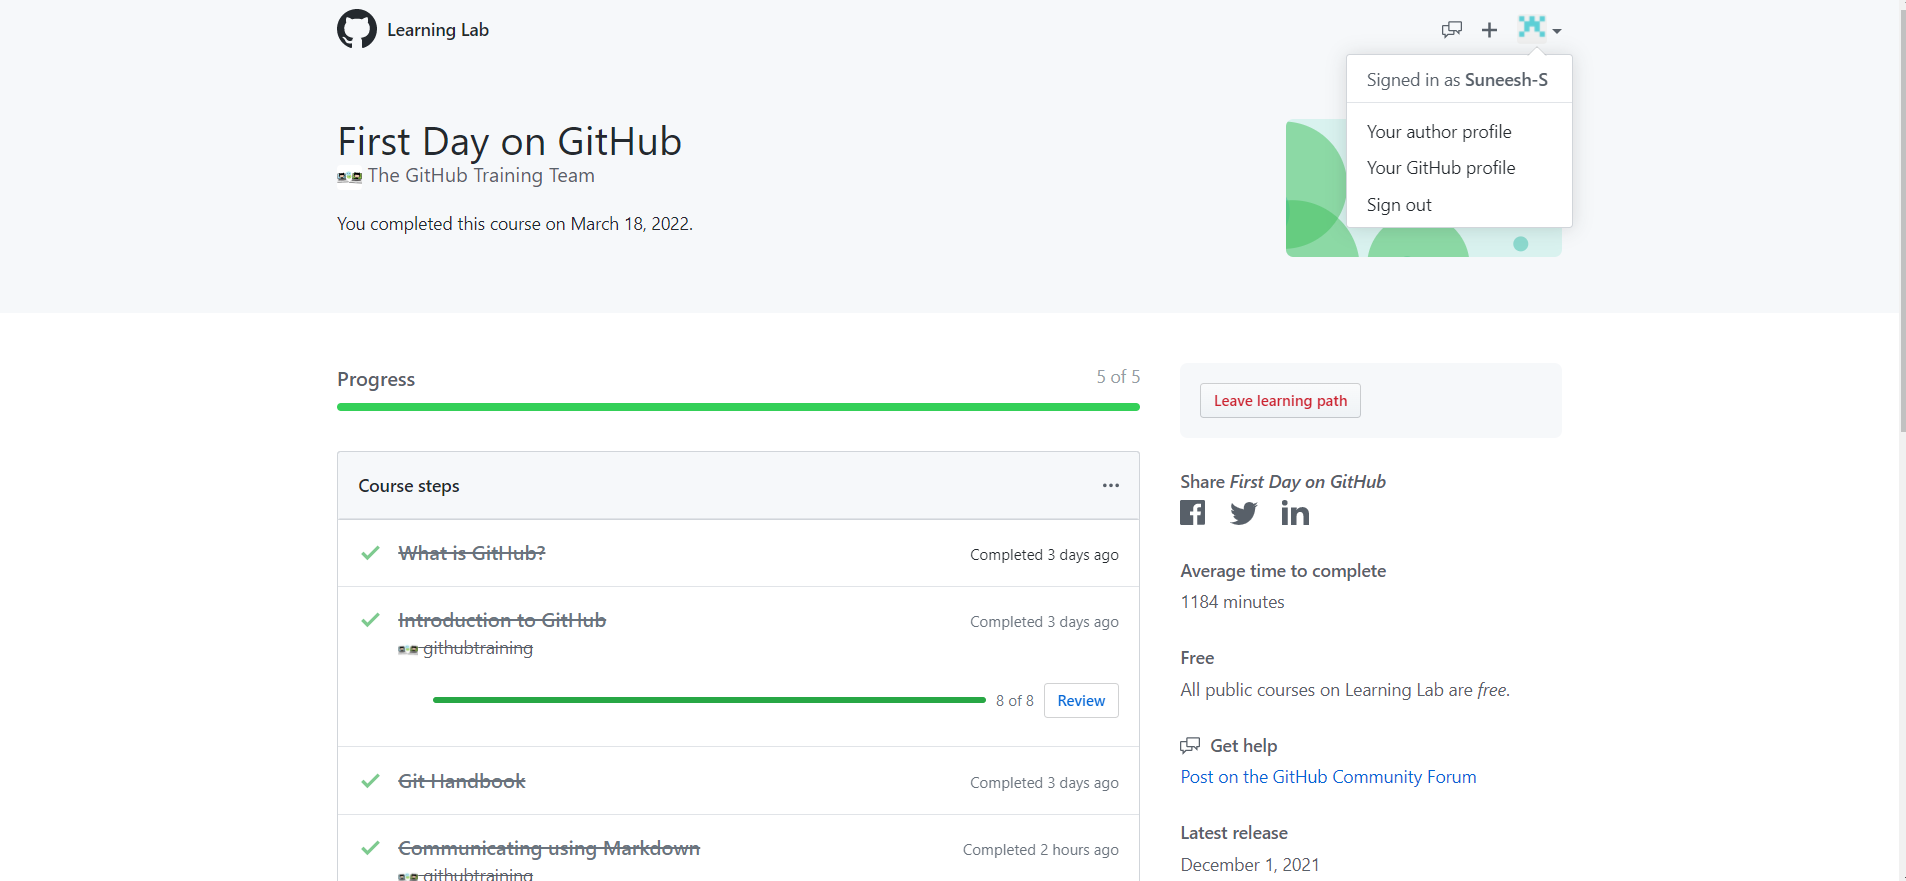 Learning Lab
Signed in as Suneesh-S
Your author profile
Your GitHub profile
Sign out
First Day on GitHub
The GitHub Training Team
You completed this course on March 18, 2022.
Progress
5 of 5
Course steps
What is GitHub?
Completed 3 days ago
Introduction to GitHub
Completed 3 days ago
githubtraining
8 of 8
Review
Git Handbook
Completed 3 days ago
Communicating using Markdown
Completed 2 hours ago
githubtraining
Leave learning path
Share First Day on GitHub
Average time to complete
1184 minutes
Free
All public courses on Learning Lab are free.
Get help
Post on the GitHub Community Forum
Latest release
December 1, 2021